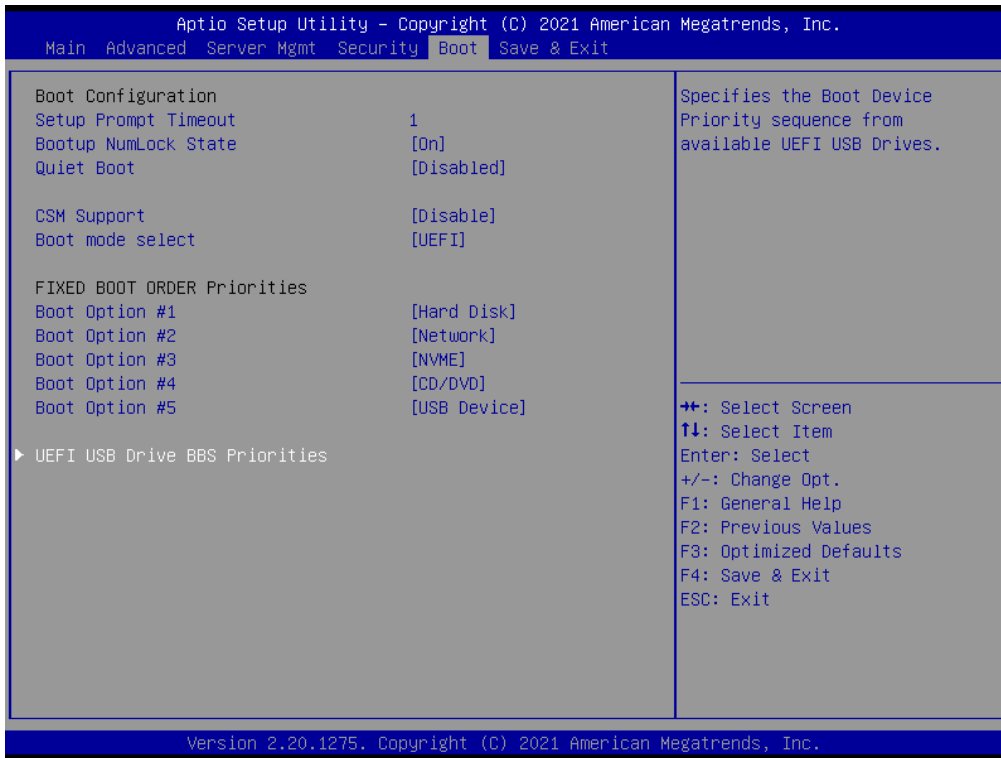 Aptio Setup Utility – Copyright (C) 2021 American Megatrends, Inc.
Main Advanced Server Mgmt Security Boot Save & Exit
Boot Configuration
Setup Prompt Timeout 1
Bootup NumLock State [On]
Quiet Boot [Disabled]
CSM Support [Disable]
Boot mode select [UEFI]
FIXED BOOT ORDER Priorities
Boot Option #1 [Hard Disk]
Boot Option #2 [Network]
Boot Option #3 [NVME]
Boot Option #4 [CD/DVD]
Boot Option #5 [USB Device]
▶ UEFI USB Drive BBS Priorities
Specifies the Boot Device
Priority sequence from
available UEFI USB Drives.
→←: Select Screen
↑↓: Select Item
Enter: Select
+/-: Change Opt.
F1: General Help
F2: Previous Values
F3: Optimized Defaults
F4: Save & Exit
ESC: Exit
Version 2.20.1275. Copyright (C) 2021 American Megatrends, Inc.